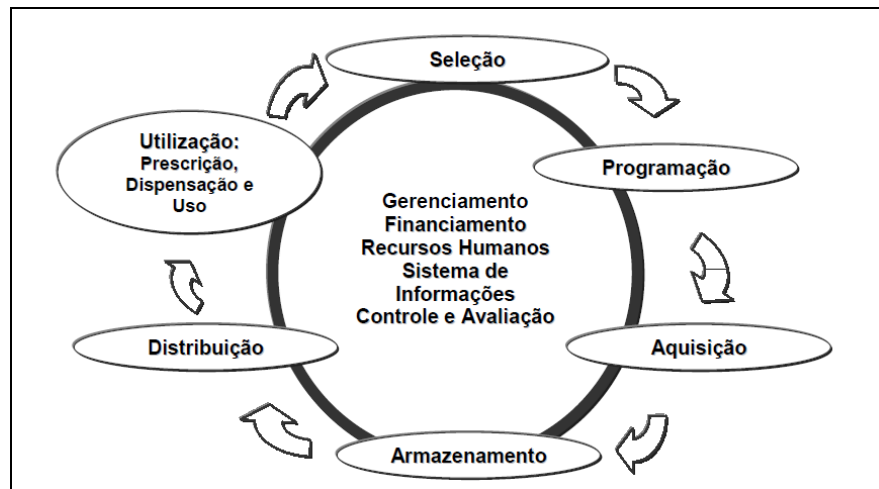 Seleção
Programação
Aquisição
Armazenamento
Distribuição
Utilização:
Prescrição,
Dispensação e
Uso
Gerenciamento
Financiamento
Recursos Humanos
Sistema de
Informações
Controle e Avaliação